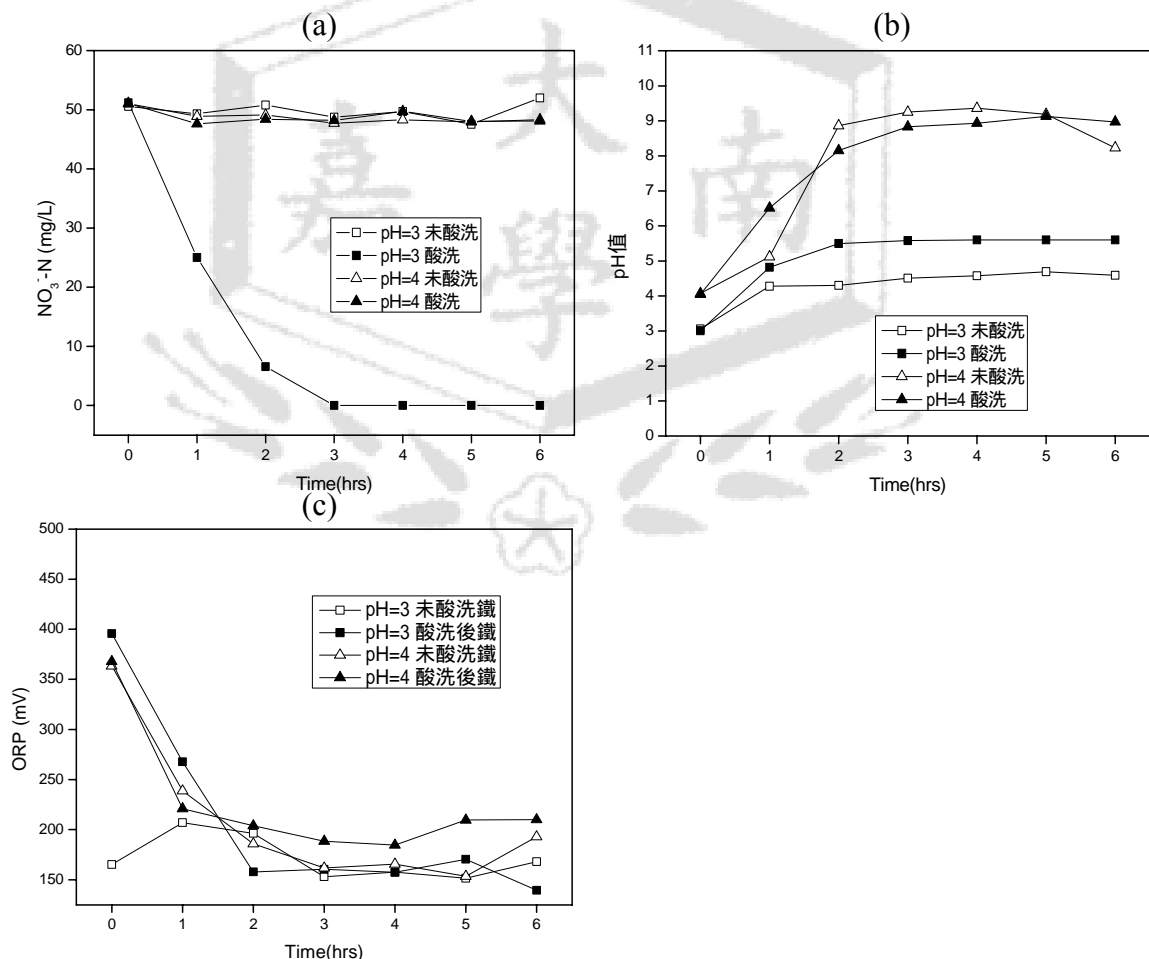 (a)
60
50
40
30
20
10
0
NO3^- -N (mg/L)
pH=3 未酸洗
pH=3 酸洗
pH=4 未酸洗
pH=4 酸洗
0 1 2 3 4 5 6
Time(hrs)
(b)
11
10
9
8
7
6
5
4
3
2
1
0
pH值
pH=3 未酸洗
pH=3 酸洗
pH=4 未酸洗
pH=4 酸洗
0 1 2 3 4 5 6
Time(hrs)
(c)
500
450
400
350
300
250
200
150
ORP (mV)
pH=3 未酸洗鐵
pH=3 酸洗後鐵
pH=4 未酸洗鐵
pH=4 酸洗後鐵
0 1 2 3 4 5 6
Time(hrs)
嘉
南
大
學